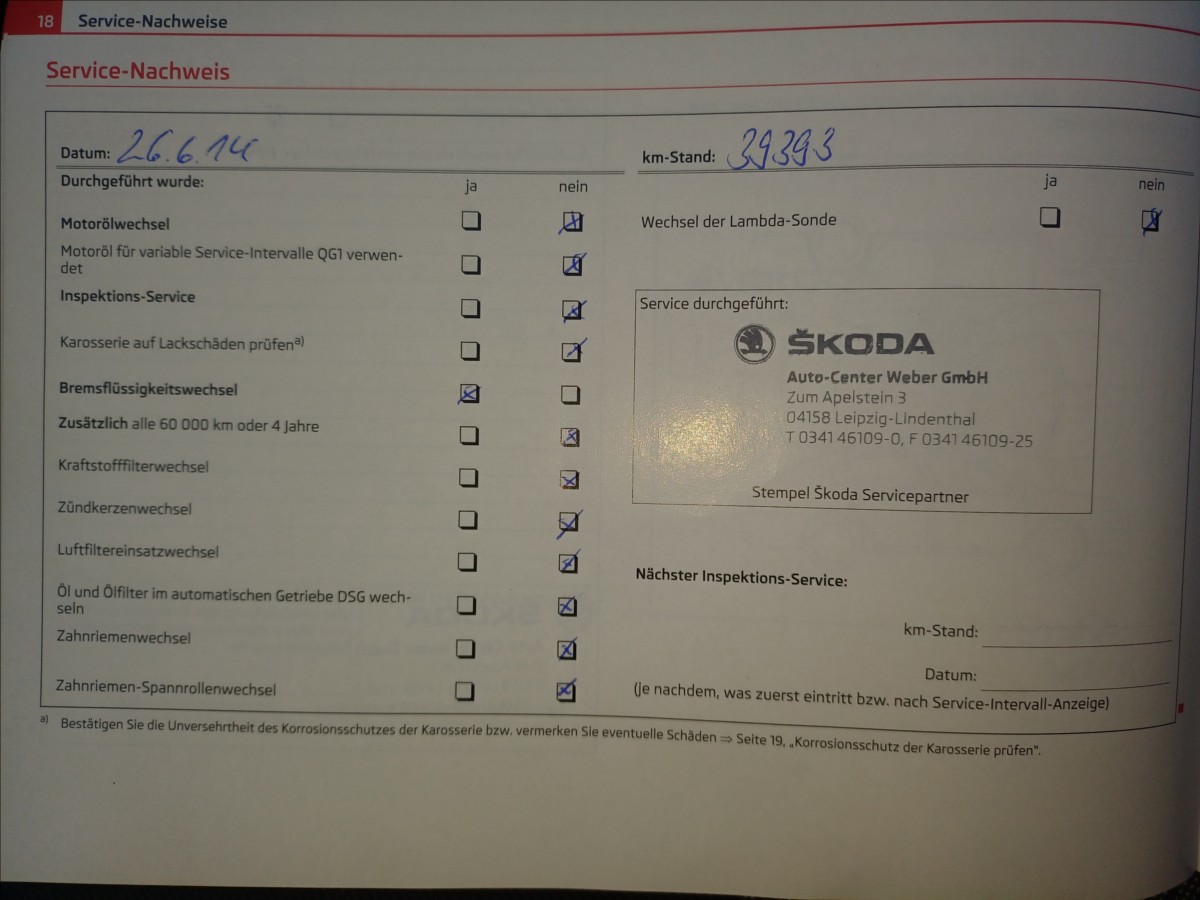 18 Service-Nachweise
Service-Nachweis
Datum: 26.6.14
km-Stand: 39393
Durchgeführt wurde: ja nein
Motorölwechsel
Motoröl für variable Service-Intervalle QG1 verwen-
det
Inspektions-Service
Karosserie auf Lackschäden prüfen a)
Bremsflüssigkeitswechsel
Zusätzlich alle 60 000 km oder 4 Jahre
Kraftstofffilterwechsel
Zündkerzenwechsel
Luftfiltereinsatzwechsel
Öl und Ölfilter im automatischen Getriebe DSG wech-
seln
Zahnriemenwechsel
Zahnriemen-Spannrollenwechsel
ja nein
Wechsel der Lambda-Sonde
Service durchgeführt:
ŠKODA
Auto-Center Weber GmbH
Zum Apelstein 3
04158 Leipzig-Lindenthal
T 0341 46109-0, F 0341 46109-25
Stempel Škoda Servicepartner
Nächster Inspektions-Service:
km-Stand:
Datum:
(je nachdem, was zuerst eintritt bzw. nach Service-Intervall-Anzeige)
a) Bestätigen Sie die Unversehrtheit des Korrosionsschutzes der Karosserie bzw. vermerken Sie eventuelle Schäden ⇒ Seite 19, „Korrosionsschutz der Karosserie prüfen".